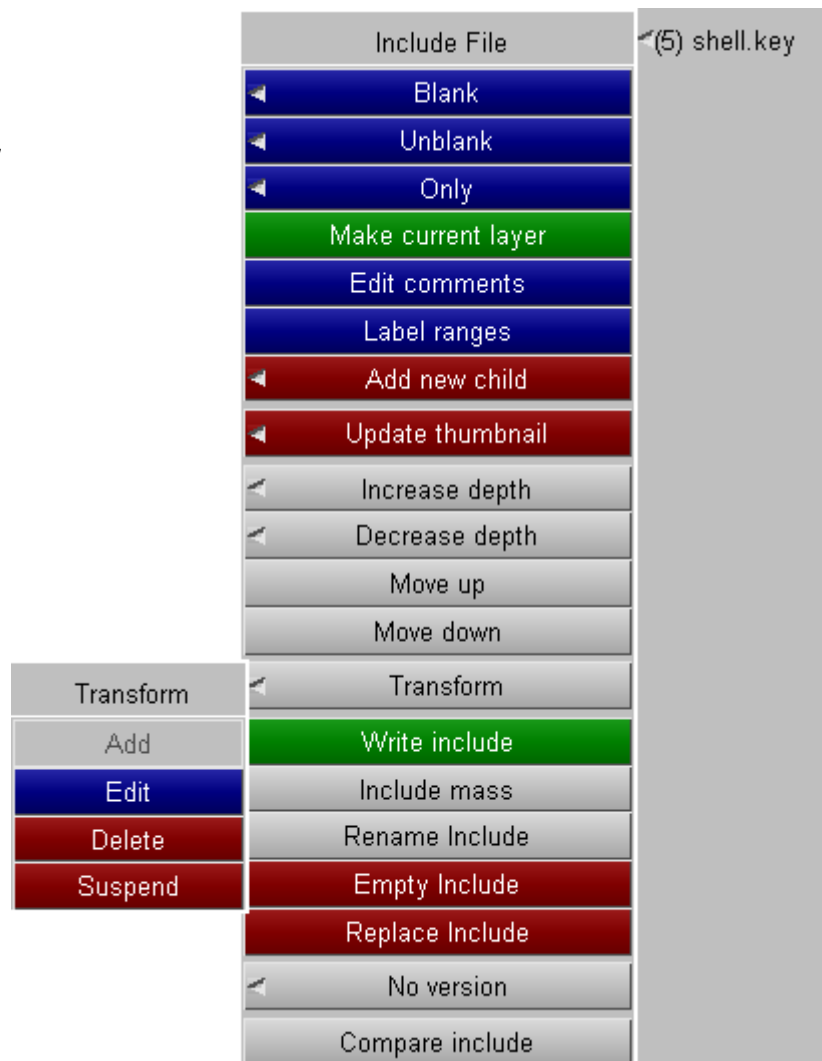 Include File
(5) shell.key
Blank
Unblank
Only
Make current layer
Edit comments
Label ranges
Add new child
Update thumbnail
Increase depth
Decrease depth
Move up
Move down
Transform
Write include
Include mass
Rename Include
Empty Include
Replace Include
No version
Compare include
Transform
Add
Edit
Delete
Suspend